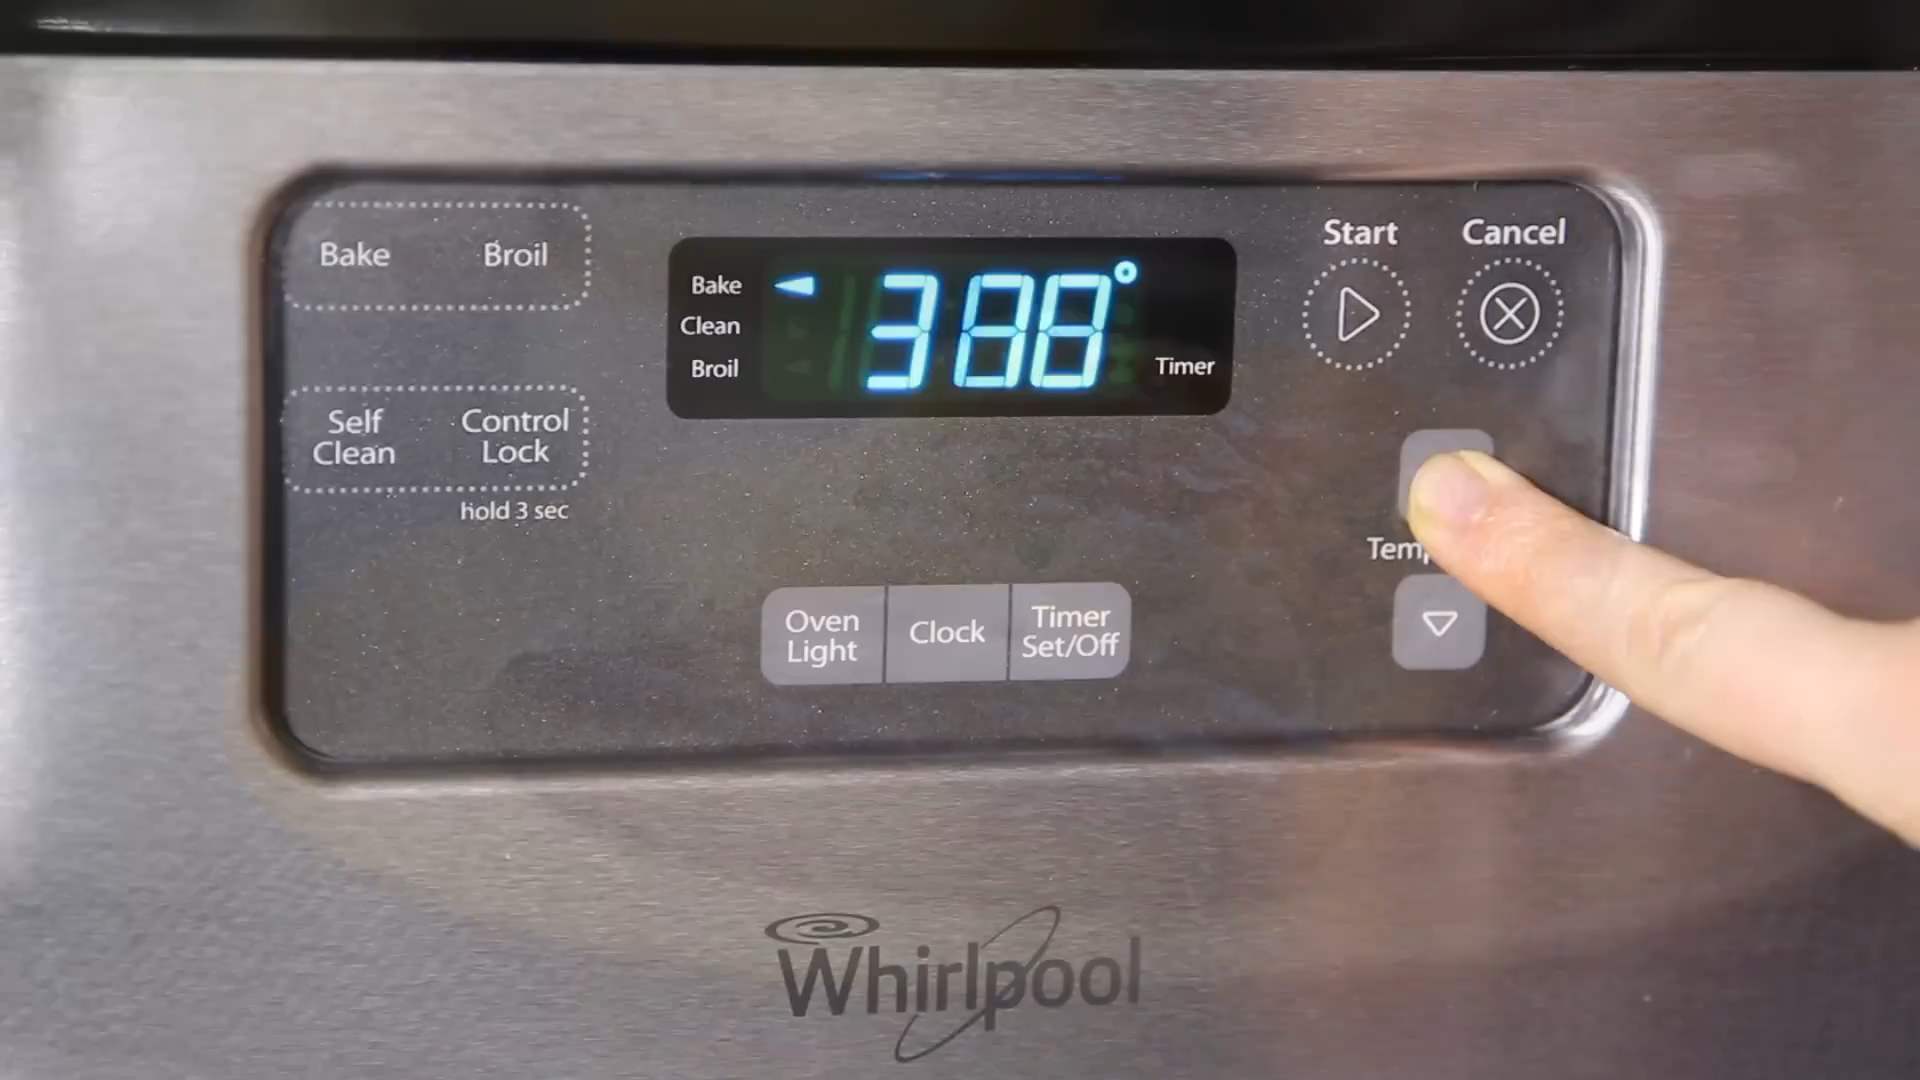 Bake Broil
Self Clean
Control Lock
hold 3 sec
Bake
Clean
Broil
388°
Timer
Start Cancel
Oven Light
Clock
Timer Set/Off
Whirlpool